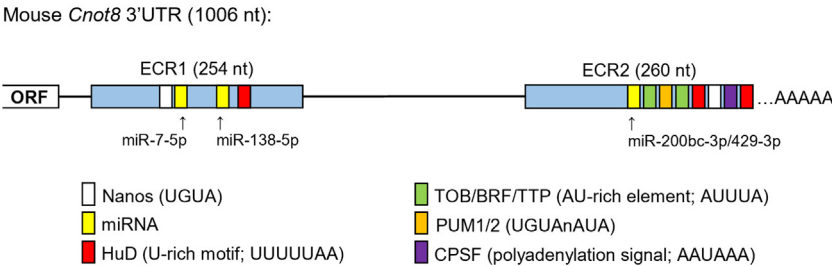 Mouse Cnot8 3’UTR (1006 nt):
ECR1 (254 nt)
ECR2 (260 nt)
ORF
…AAAAA
↑ ↑ ↑
miR-7-5p miR-138-5p miR-200bc-3p/429-3p
Nanos (UGUA)
TOB/BRF/TTP (AU-rich element; AUUUA)
miRNA
PUM1/2 (UGUAnAUA)
HuD (U-rich motif; UUUUUAA)
CPSF (polyadenylation signal; AAUAAA)